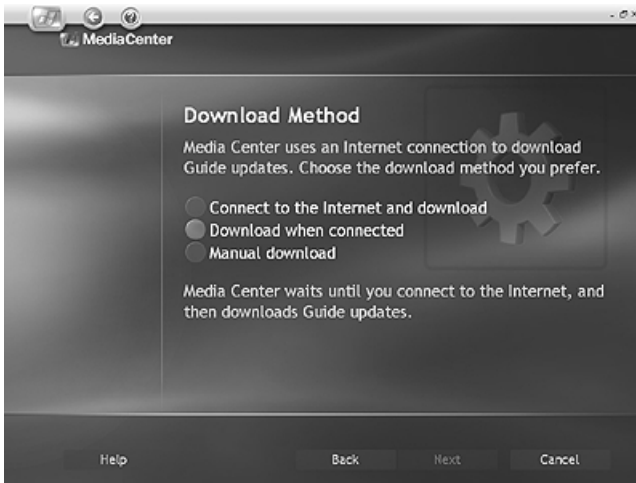 MediaCenter
Download Method
Media Center uses an Internet connection to download
Guide updates. Choose the download method you prefer.
Connect to the Internet and download
Download when connected
Manual download
Media Center waits until you connect to the Internet, and
then downloads Guide updates.
Help Back Next Cancel